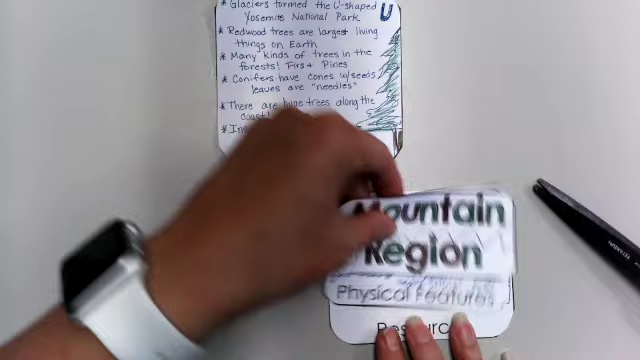 * Glaciers formed the U-shaped
Yosemite National Park
U
* Redwood trees are largest living
things on Earth
* Many kinds of trees in the
forests! Firs + Pines
* Conifers have cones w/seeds
leaves are "needles"
* There are huge trees along the
coast
*
Mountain
Region
Physical Features